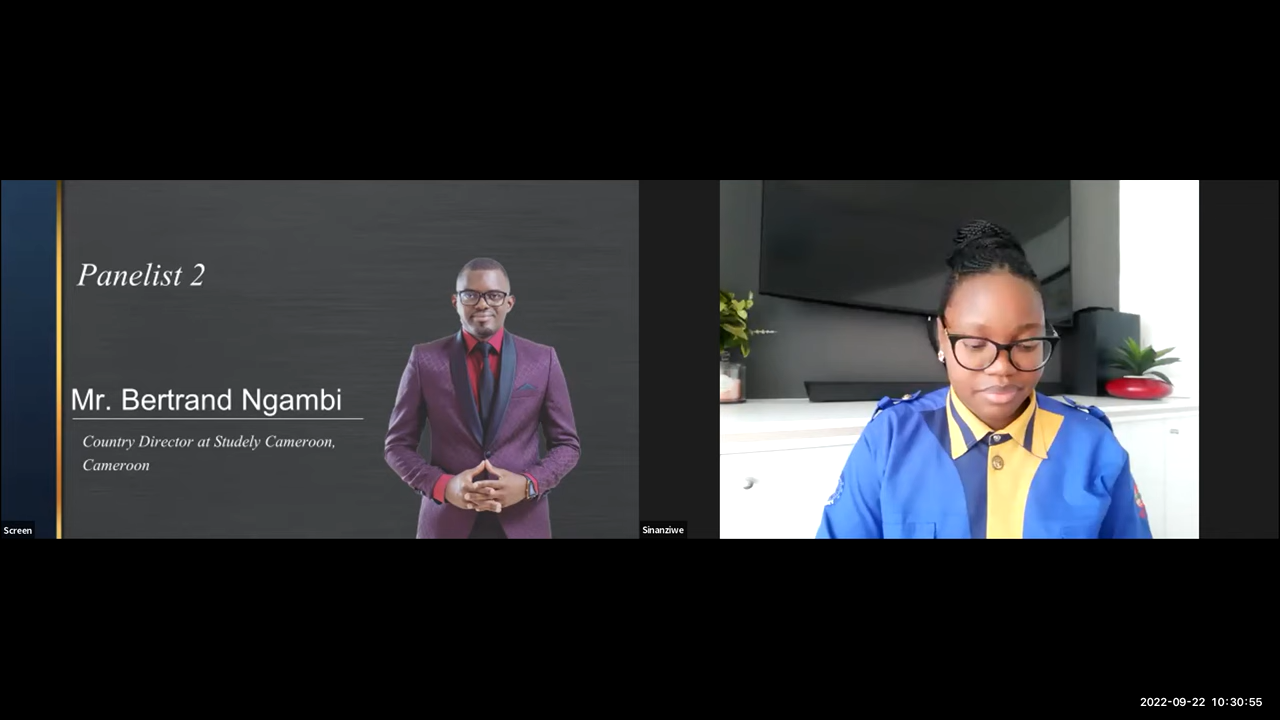 Panelist 2
Mr. Bertrand Ngambi
Country Director at Studely Cameroon,
Cameroon
Screen
Sinanziwe
2022-09-22 10:30:55